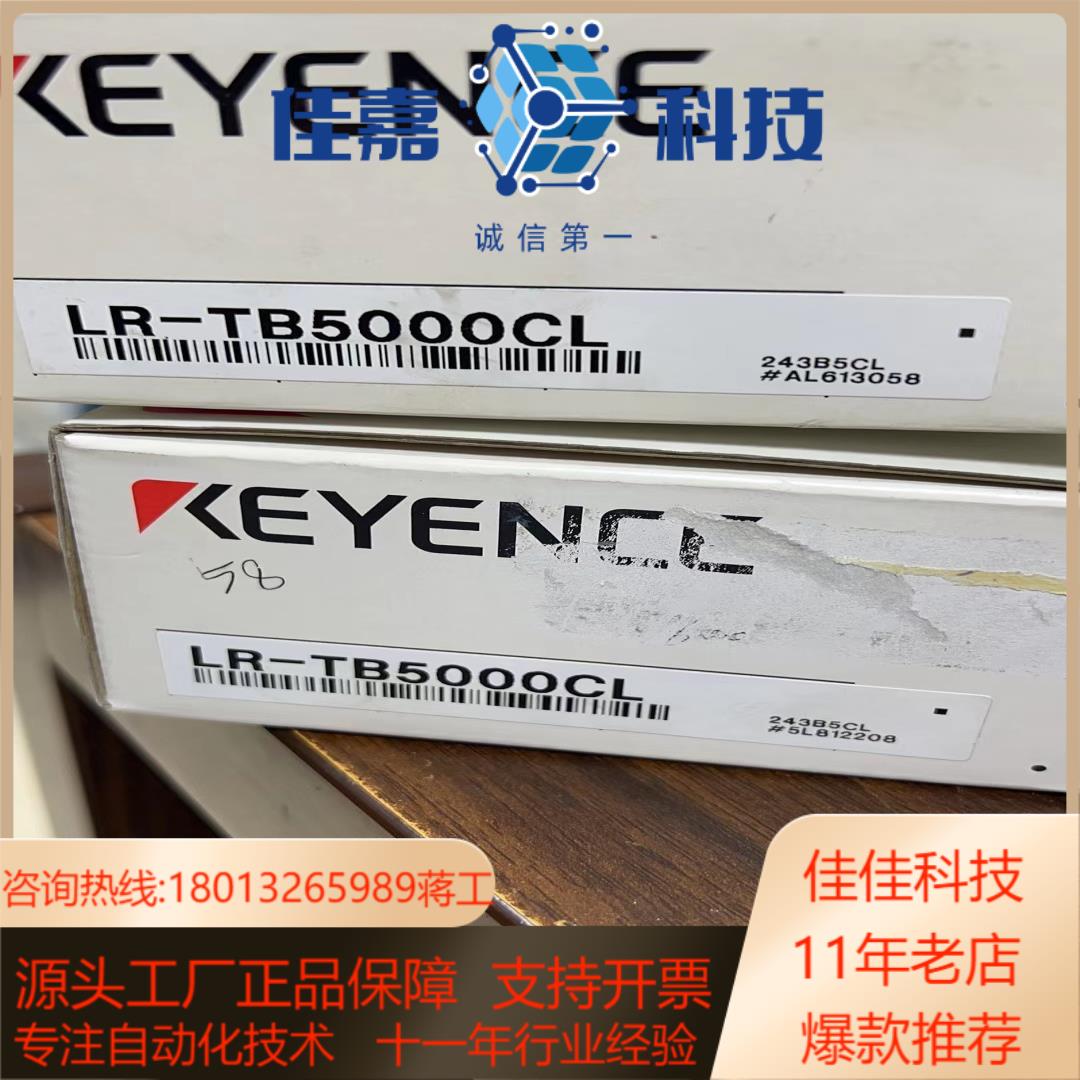 KEYENCE
佳嘉 科技
诚信第一
LR-TB5000CL
243B5CL
#AL613058
KEYENCE
58
LR-TB5000CL
243B5CL
#5L812208
咨询热线:18013265989蒋工
佳佳科技
11年老店
爆款推荐
源头工厂正品保障 支持开票
专注自动化技术 十一年行业经验